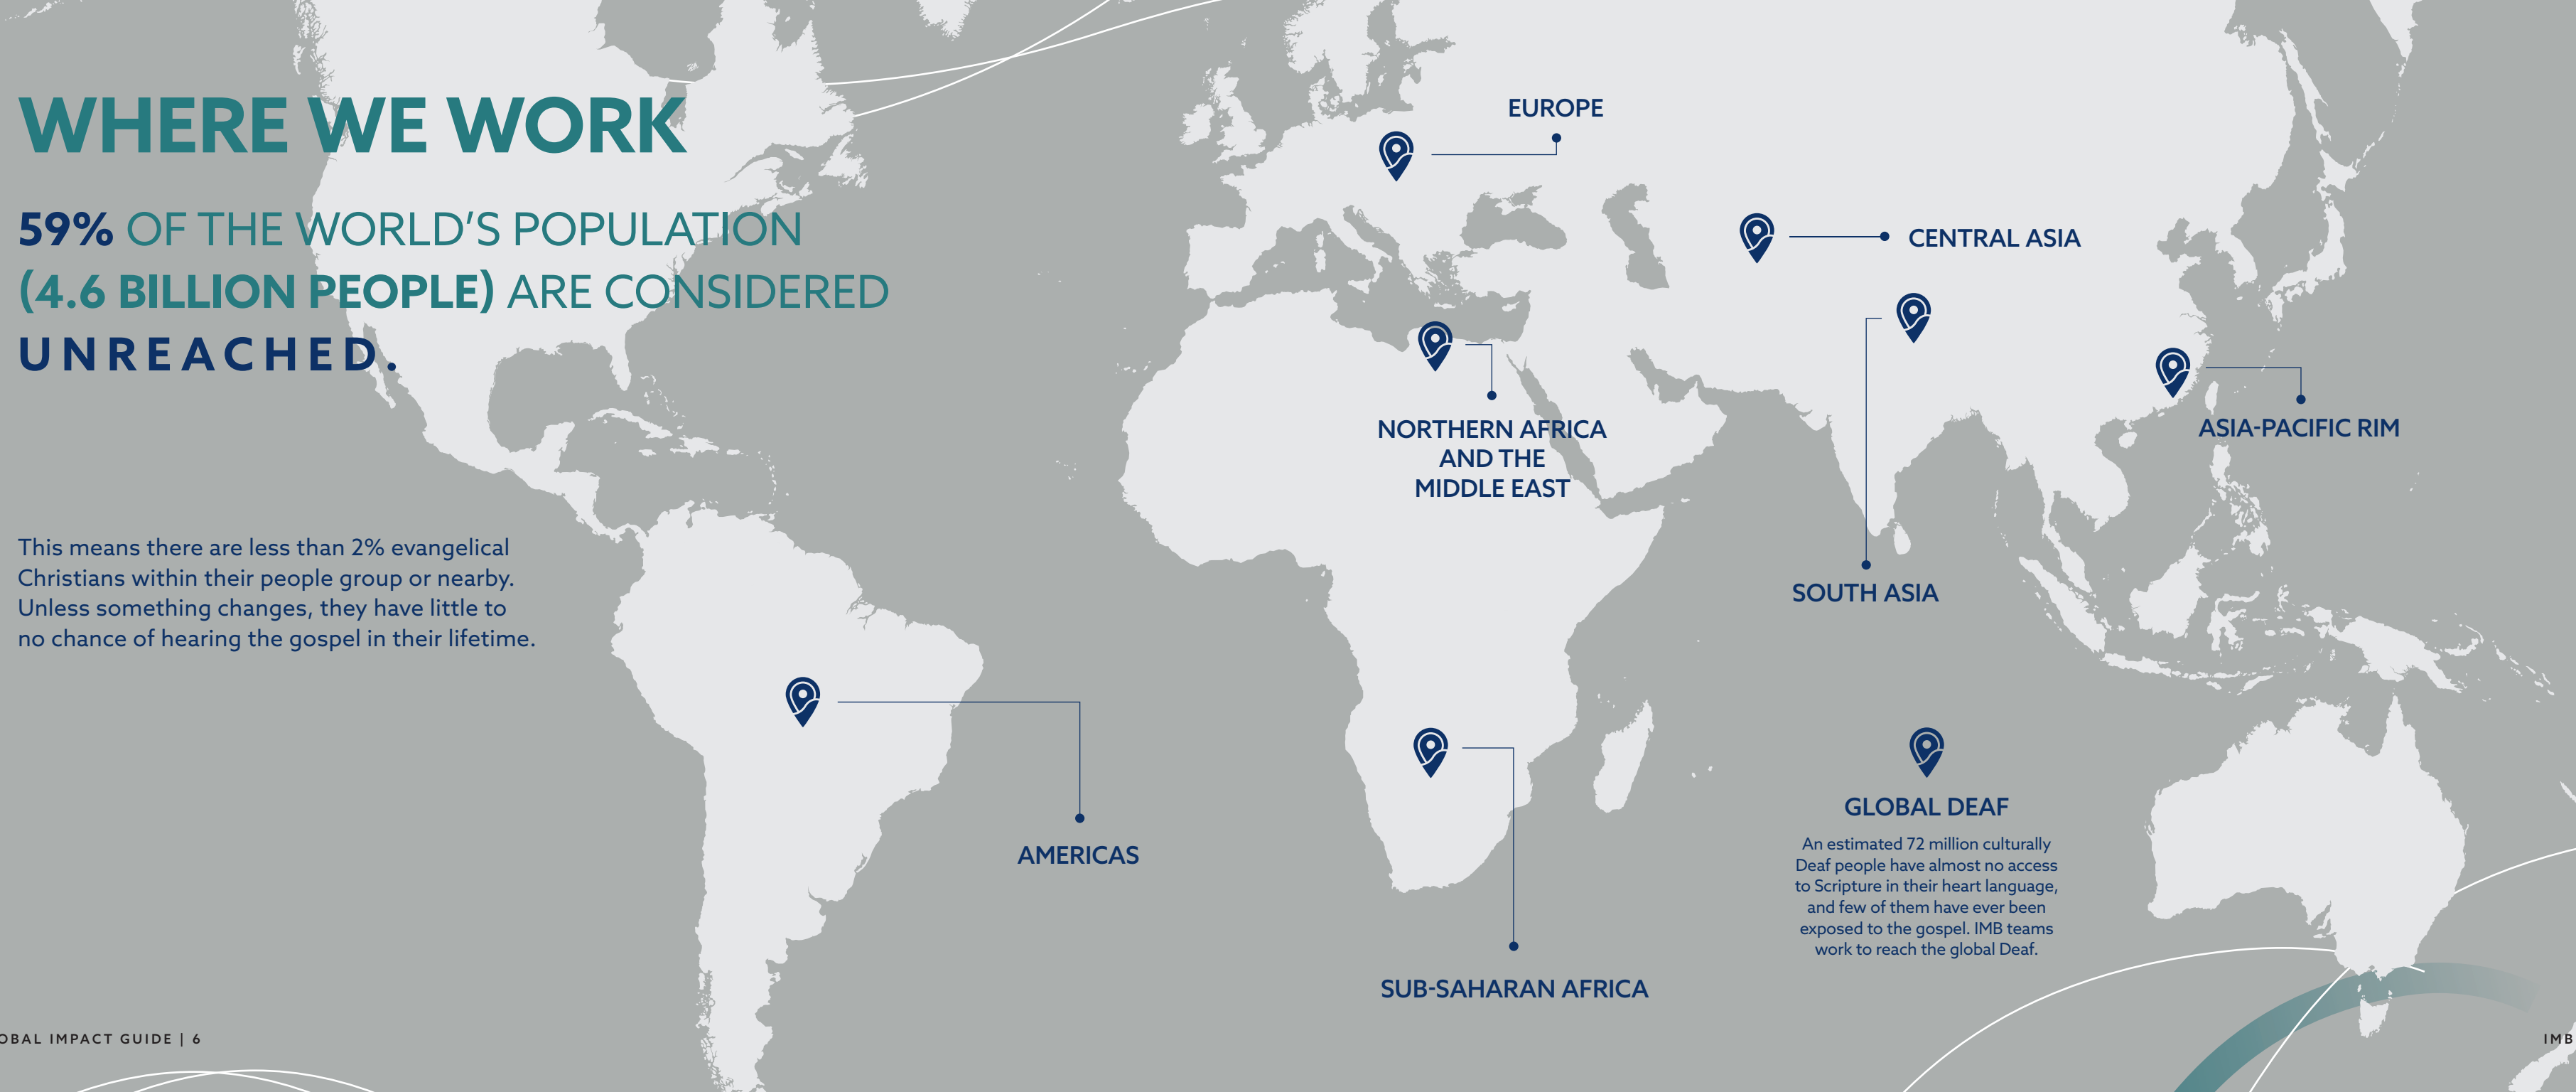 WHERE WE WORK
59% OF THE WORLD'S POPULATION
(4.6 BILLION PEOPLE) ARE CONSIDERED
UNREACHED.
This means there are less than 2% evangelical
Christians within their people group or nearby.
Unless something changes, they have little to
no chance of hearing the gospel in their lifetime.
EUROPE
CENTRAL ASIA
NORTHERN AFRICA
AND THE
MIDDLE EAST
ASIA-PACIFIC RIM
SOUTH ASIA
AMERICAS
SUB-SAHARAN AFRICA
GLOBAL DEAF
An estimated 72 million culturally
Deaf people have almost no access
to Scripture in their heart language,
and few of them have ever been
exposed to the gospel. IMB teams
work to reach the global Deaf.
OBAL IMPACT GUIDE | 6
IMB